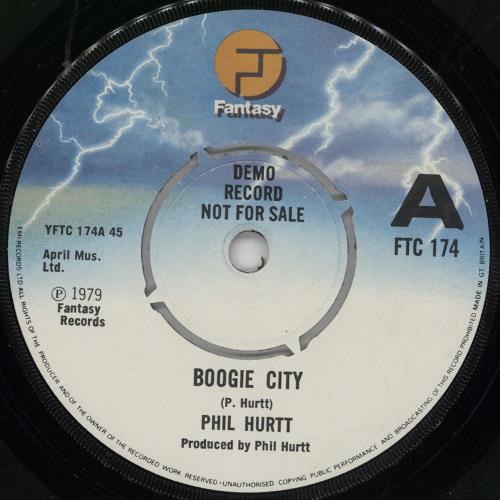 Fantasy
DEMO
RECORD
NOT FOR SALE
A
YFTC 174A 45
FTC 174
April Mus.
Ltd.
℗ 1979
Fantasy
Records
BOOGIE CITY
(P. Hurtt)
PHIL HURTT
Produced by Phil Hurtt
EMI RECORDS LTD ALL RIGHTS OF THE PRODUCER AND OF THE OWNER OF THE RECORDED WORK RESERVED · UNAUTHORISED COPYING PUBLIC PERFORMANCE AND BROADCASTING OF THIS RECORD PROHIBITED MADE IN GT. BRITAIN